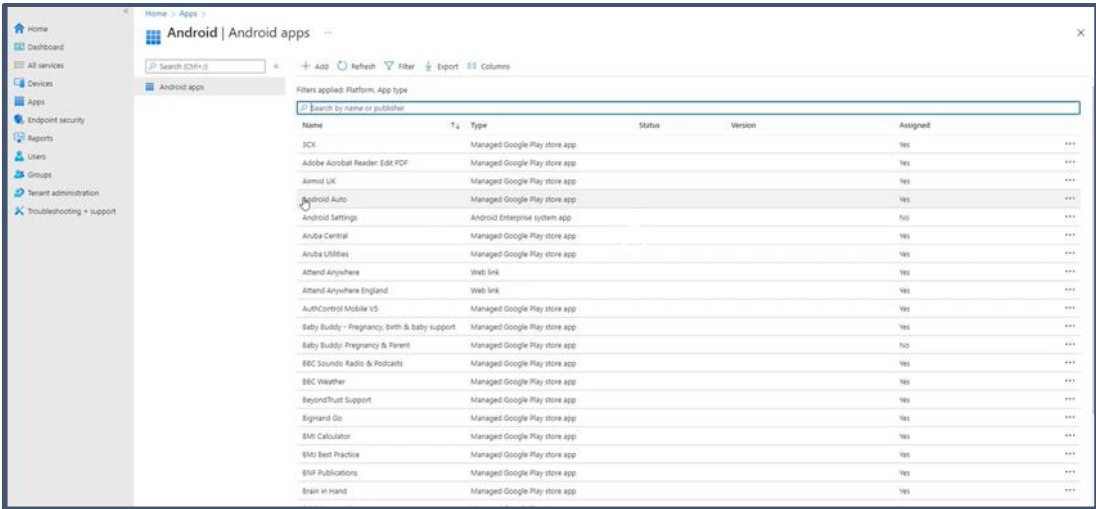 Home > Apps >
Android | Android apps ...
Home
Dashboard
All services
Devices
Apps
Endpoint security
Reports
Users
Groups
Tenant administration
Troubleshooting + support
Search (Ctrl+/)
Android apps
Add Refresh Filter Export Columns
Filters applied: Platform, App type
Search by name or publisher
Name Type Status Version Assigned
3CX Managed Google Play store app Yes
Adobe Acrobat Reader: Edit PDF Managed Google Play store app Yes
Airmid UK Managed Google Play store app Yes
Android Auto Managed Google Play store app Yes
Android Settings Android Enterprise system app No
Aruba Central Managed Google Play store app Yes
Aruba Utilities Managed Google Play store app Yes
Attend Anywhere Web link Yes
Attend Anywhere England Web link Yes
AuthControl Mobile V5 Managed Google Play store app Yes
Baby Buddy - Pregnancy, birth & baby support Managed Google Play store app Yes
Baby Buddy: Pregnancy & Parent Managed Google Play store app No
BBC Sounds: Radio & Podcasts Managed Google Play store app Yes
BBC Weather Managed Google Play store app Yes
BeyondTrust Support Managed Google Play store app Yes
BigHand Go Managed Google Play store app Yes
BMI Calculator Managed Google Play store app Yes
BMJ Best Practice Managed Google Play store app Yes
BNF Publications Managed Google Play store app Yes
Brain in Hand Managed Google Play store app Yes